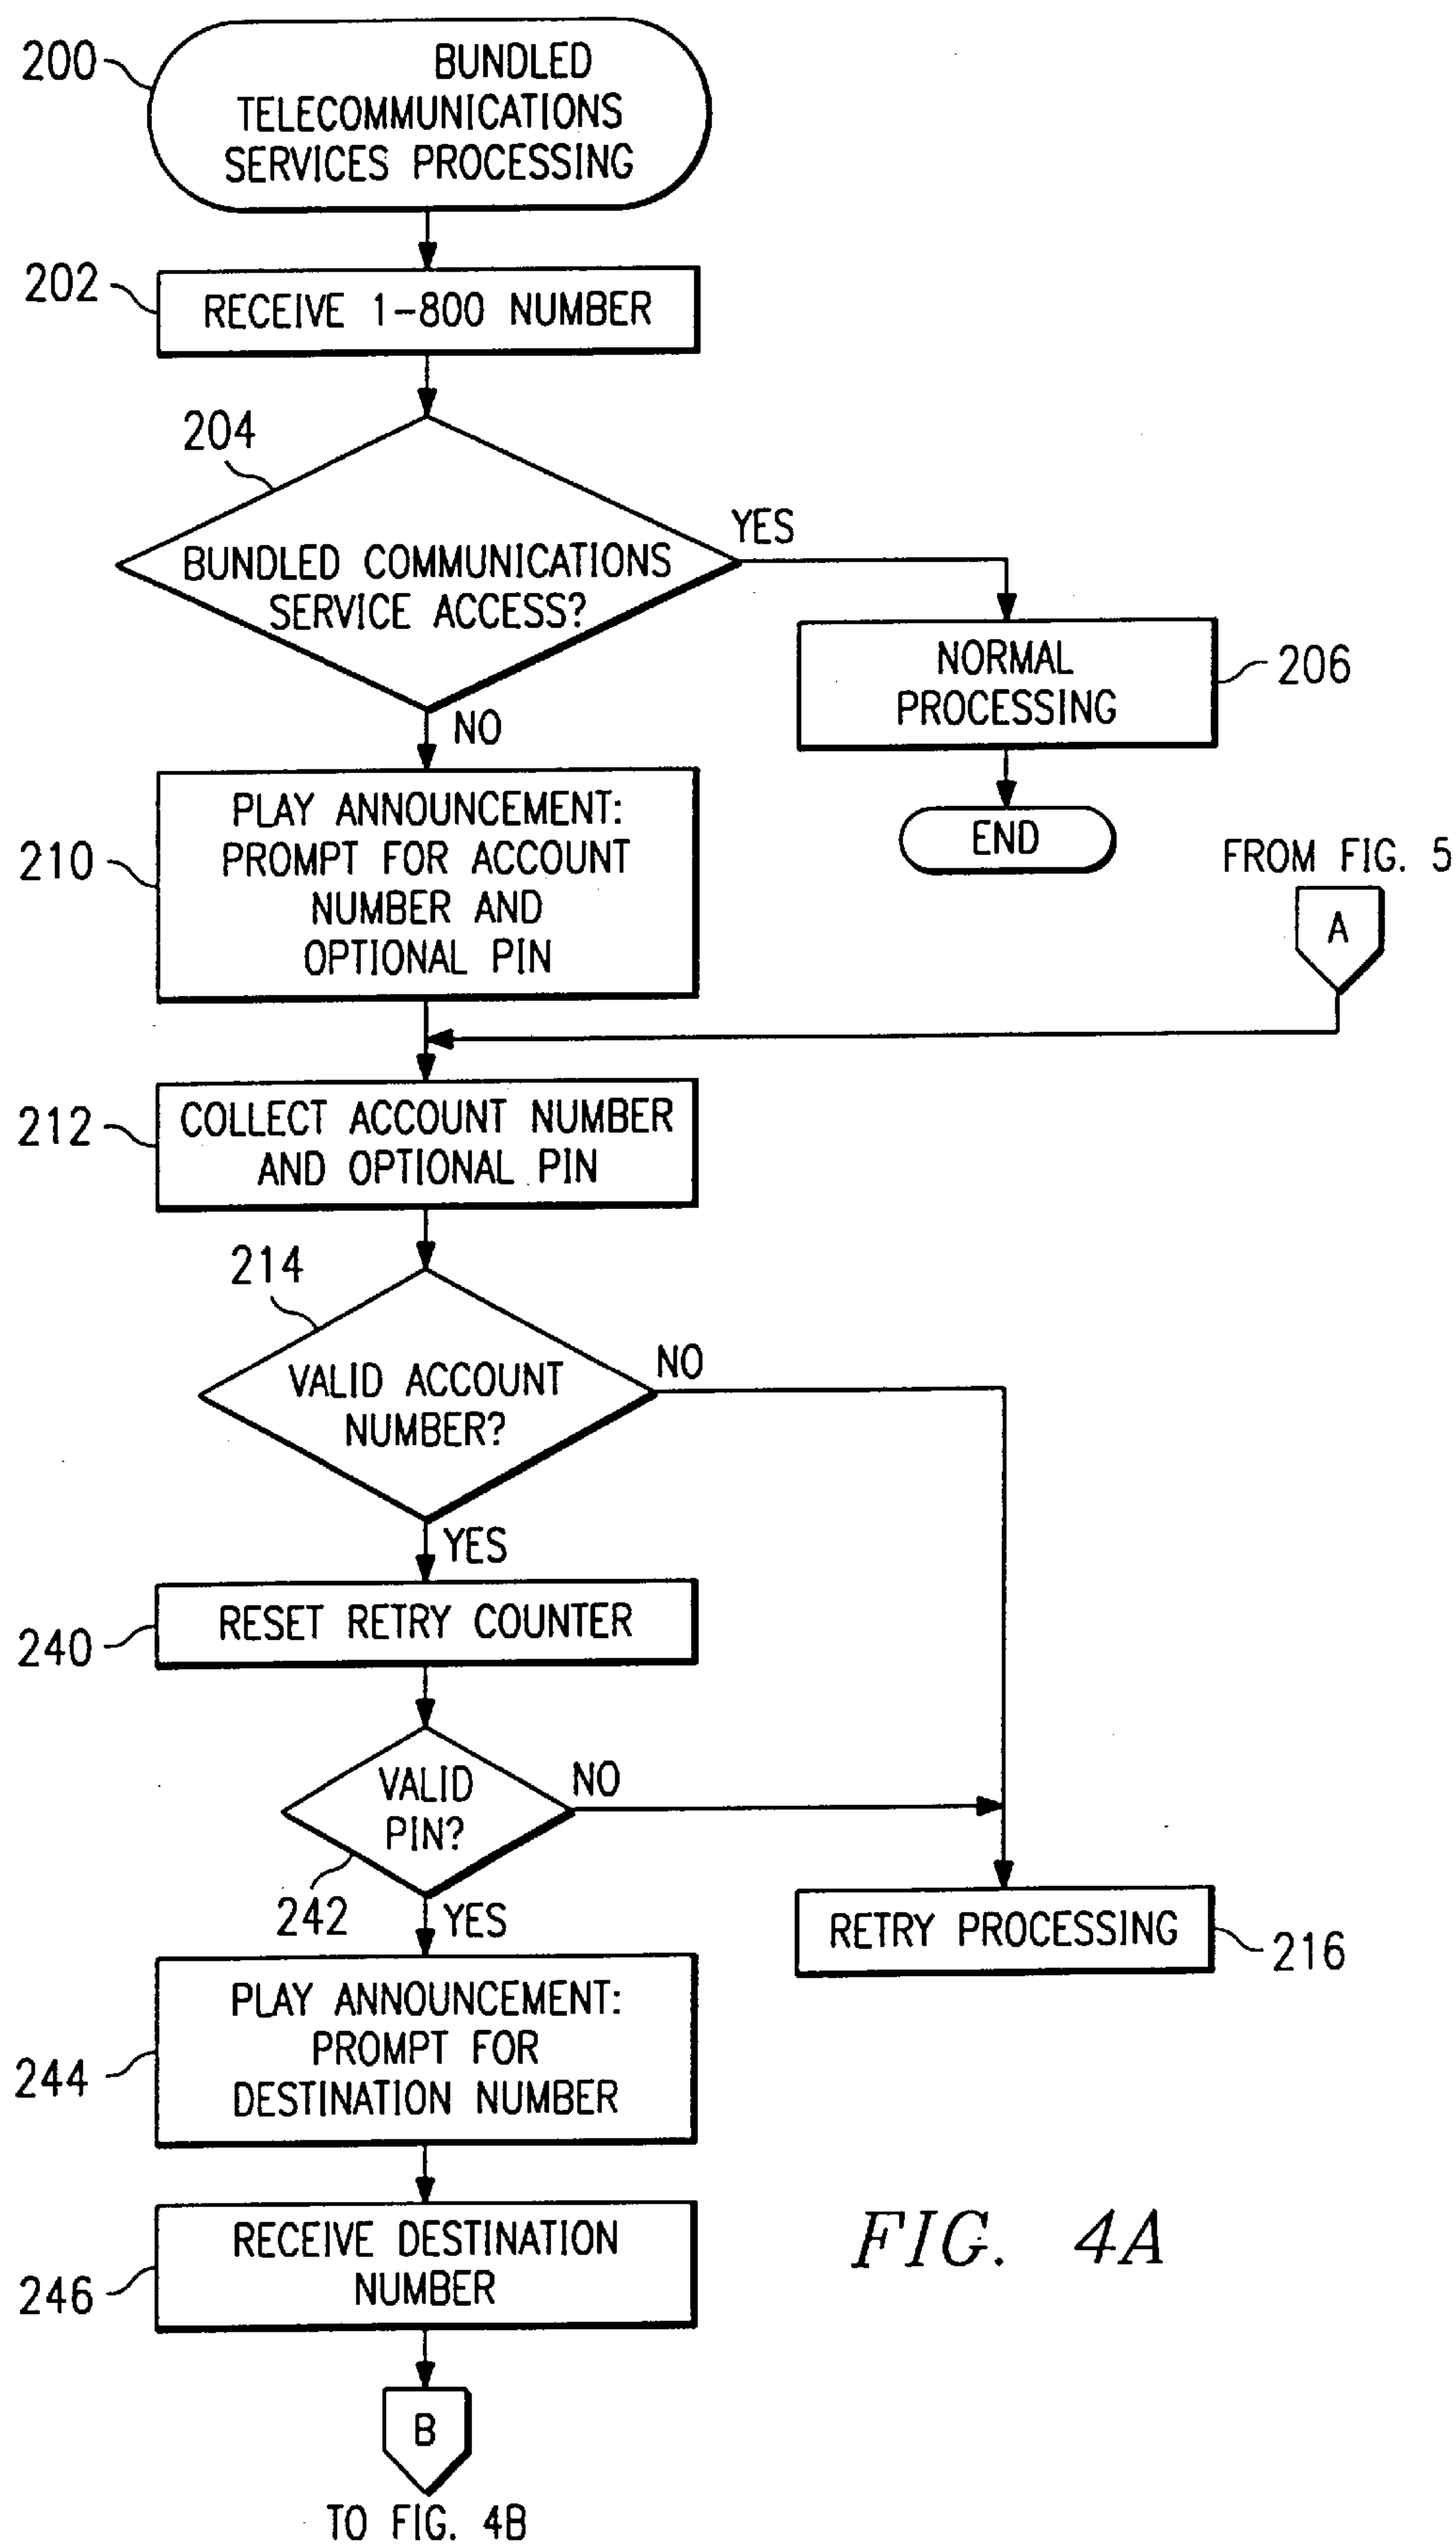 200
BUNDLED
TELECOMMUNICATIONS
SERVICES PROCESSING
202
RECEIVE 1-800 NUMBER
204
BUNDLED COMMUNICATIONS
SERVICE ACCESS?
YES
NO
NORMAL
PROCESSING
206
END
210
PLAY ANNOUNCEMENT:
PROMPT FOR ACCOUNT
NUMBER AND
OPTIONAL PIN
FROM FIG. 5
A
212
COLLECT ACCOUNT NUMBER
AND OPTIONAL PIN
214
VALID ACCOUNT
NUMBER?
NO
YES
240
RESET RETRY COUNTER
VALID
PIN?
NO
242
YES
RETRY PROCESSING
216
244
PLAY ANNOUNCEMENT:
PROMPT FOR
DESTINATION NUMBER
246
RECEIVE DESTINATION
NUMBER
FIG. 4A
B
TO FIG. 4B